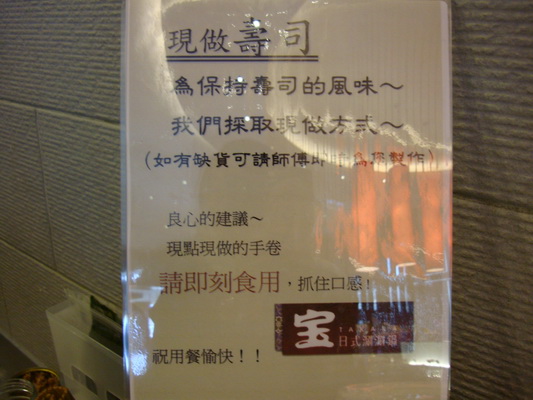 現做壽司
為保持壽司的風味～
我們採取現做方式～
(如有缺貨可請師傅即 為您製作)
良心的建議～
現點現做的手卷
請即刻食用，抓住口感!
宝
日式
祝用餐愉快！！